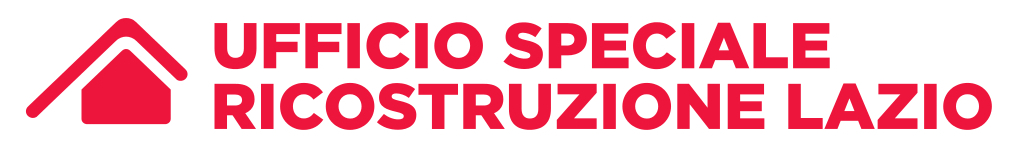 UFFICIO SPECIALE
RICOSTRUZIONE LAZIO